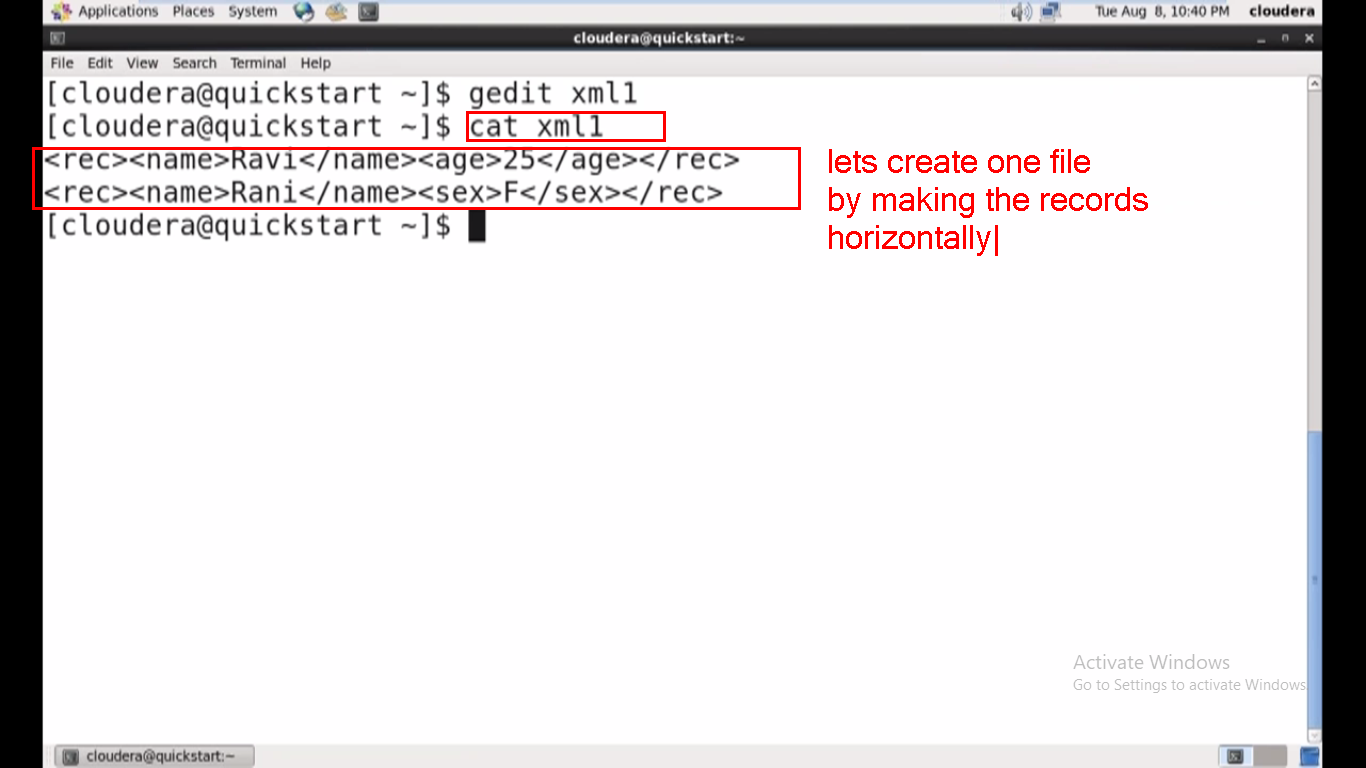 Applications Places System Tue Aug 8, 10:40 PM cloudera
cloudera@quickstart:~
File Edit View Search Terminal Help
[cloudera@quickstart ~]$ gedit xml1
[cloudera@quickstart ~]$ cat xml1
<rec><name>Ravi</name><age>25</age></rec>
<rec><name>Rani</name><sex>F</sex></rec>
[cloudera@quickstart ~]$
lets create one file
by making the records
horizontally|
Activate Windows
Go to Settings to activate Windows
cloudera@quickstart:~